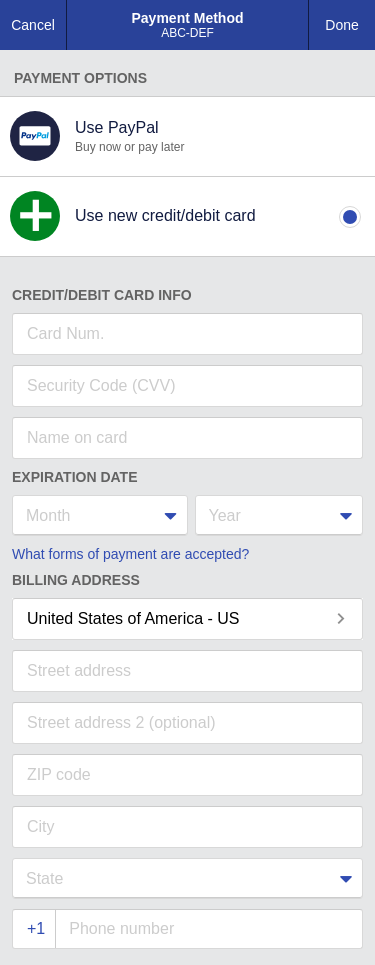 Cancel
Payment Method
ABC-DEF
Done
PAYMENT OPTIONS
PayPal
Use PayPal
Buy now or pay later
Use new credit/debit card
CREDIT/DEBIT CARD INFO
Card Num.
Security Code (CVV)
Name on card
EXPIRATION DATE
Month
Year
What forms of payment are accepted?
BILLING ADDRESS
United States of America - US
Street address
Street address 2 (optional)
ZIP code
City
State
+1
Phone number